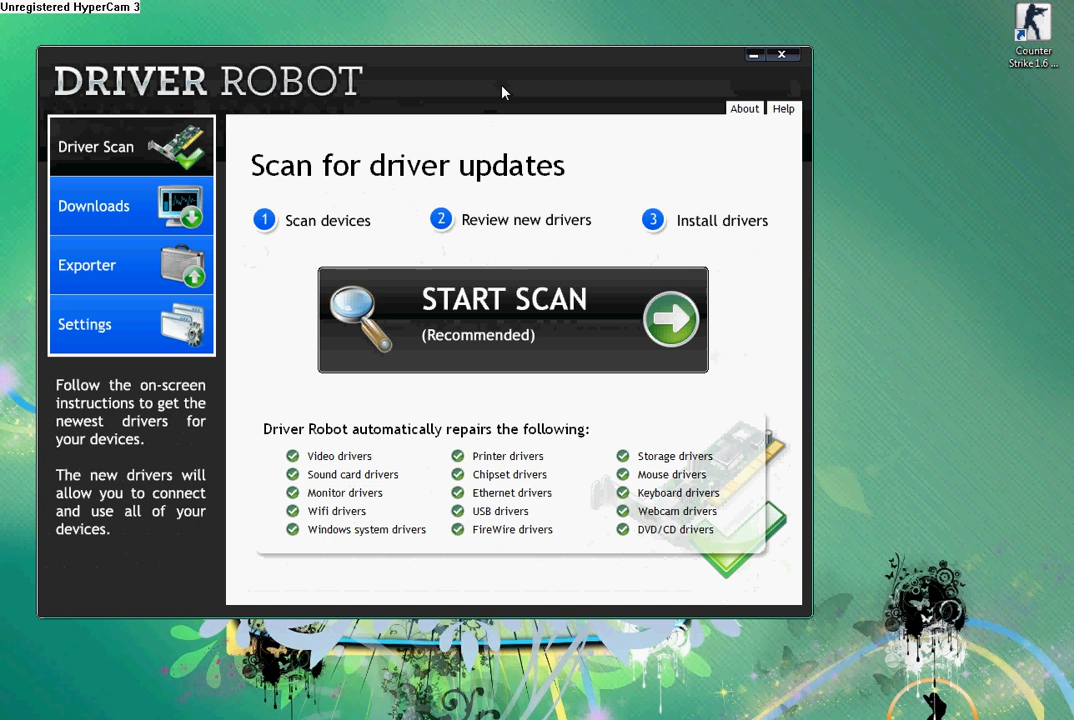 Unregistered HyperCam 3
Counter
Strike1.6 ...
DRIVER ROBOT
About Help
Driver Scan
Downloads
Exporter
Settings
Follow the on-screen
instructions to get the
newest drivers for
your devices.
The new drivers will
allow you to connect
and use all of your
devices.
Scan for driver updates
1 Scan devices 2 Review new drivers 3 Install drivers
START SCAN
(Recommended)
Driver Robot automatically repairs the following:
Video drivers Printer drivers Storage drivers
Sound card drivers Chipset drivers Mouse drivers
Monitor drivers Ethernet drivers Keyboard drivers
Wifi drivers USB drivers Webcam drivers
Windows system drivers FireWire drivers DVD/CD drivers